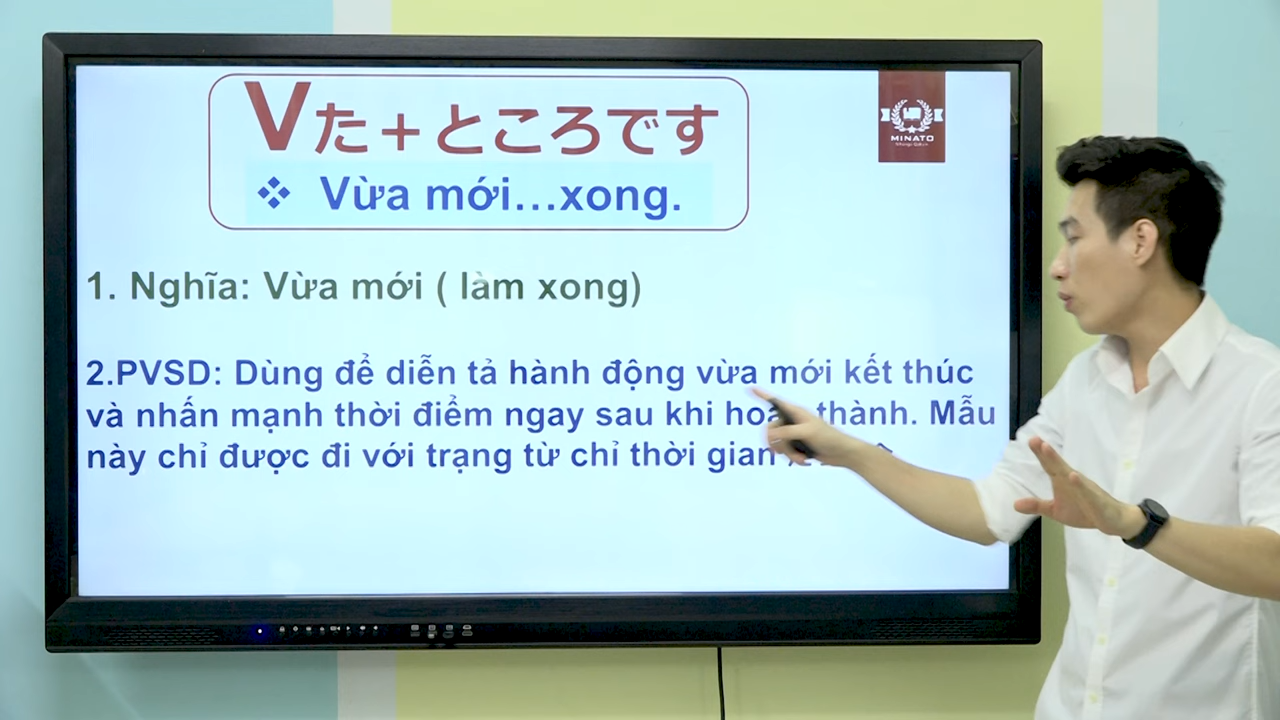 Vた+ところです
❖ Vừa mới...xong.
MINATO
1. Nghĩa: Vừa mới ( làm xong)
2.PVSD: Dùng để diễn tả hành động vừa mới kết thúc
và nhấn mạnh thời điểm ngay sau khi thành. Mẫu
này chỉ được đi với trạng từ chỉ thời gian